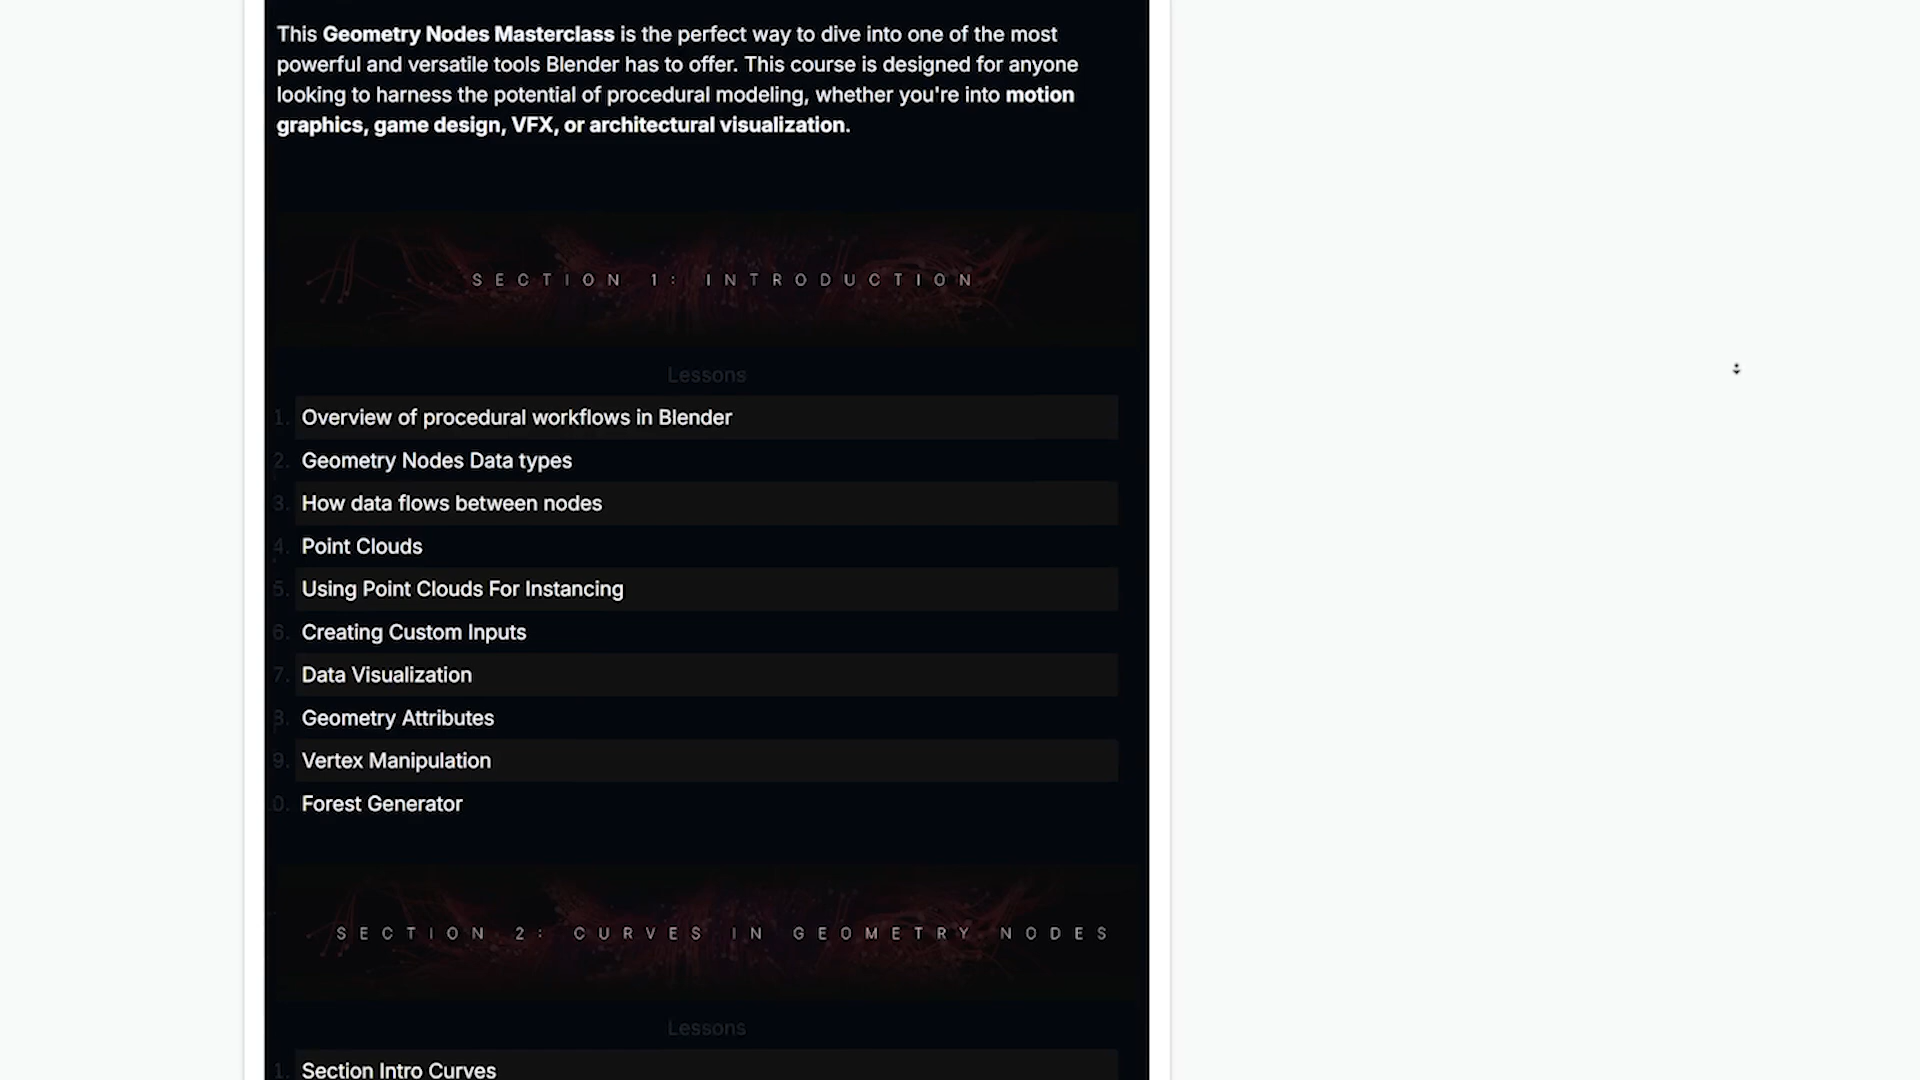 This Geometry Nodes Masterclass is the perfect way to dive into one of the most
powerful and versatile tools Blender has to offer. This course is designed for anyone
looking to harness the potential of procedural modeling, whether you're into motion
graphics, game design, VFX, or architectural visualization.
SECTION 1: INTRODUCTION
Lessons
1. Overview of procedural workflows in Blender
2. Geometry Nodes Data types
3. How data flows between nodes
4. Point Clouds
5. Using Point Clouds For Instancing
6. Creating Custom Inputs
7. Data Visualization
8. Geometry Attributes
9. Vertex Manipulation
0. Forest Generator
SECTION 2: CURVES IN GEOMETRY NODES
Lessons
1. Section Intro Curves